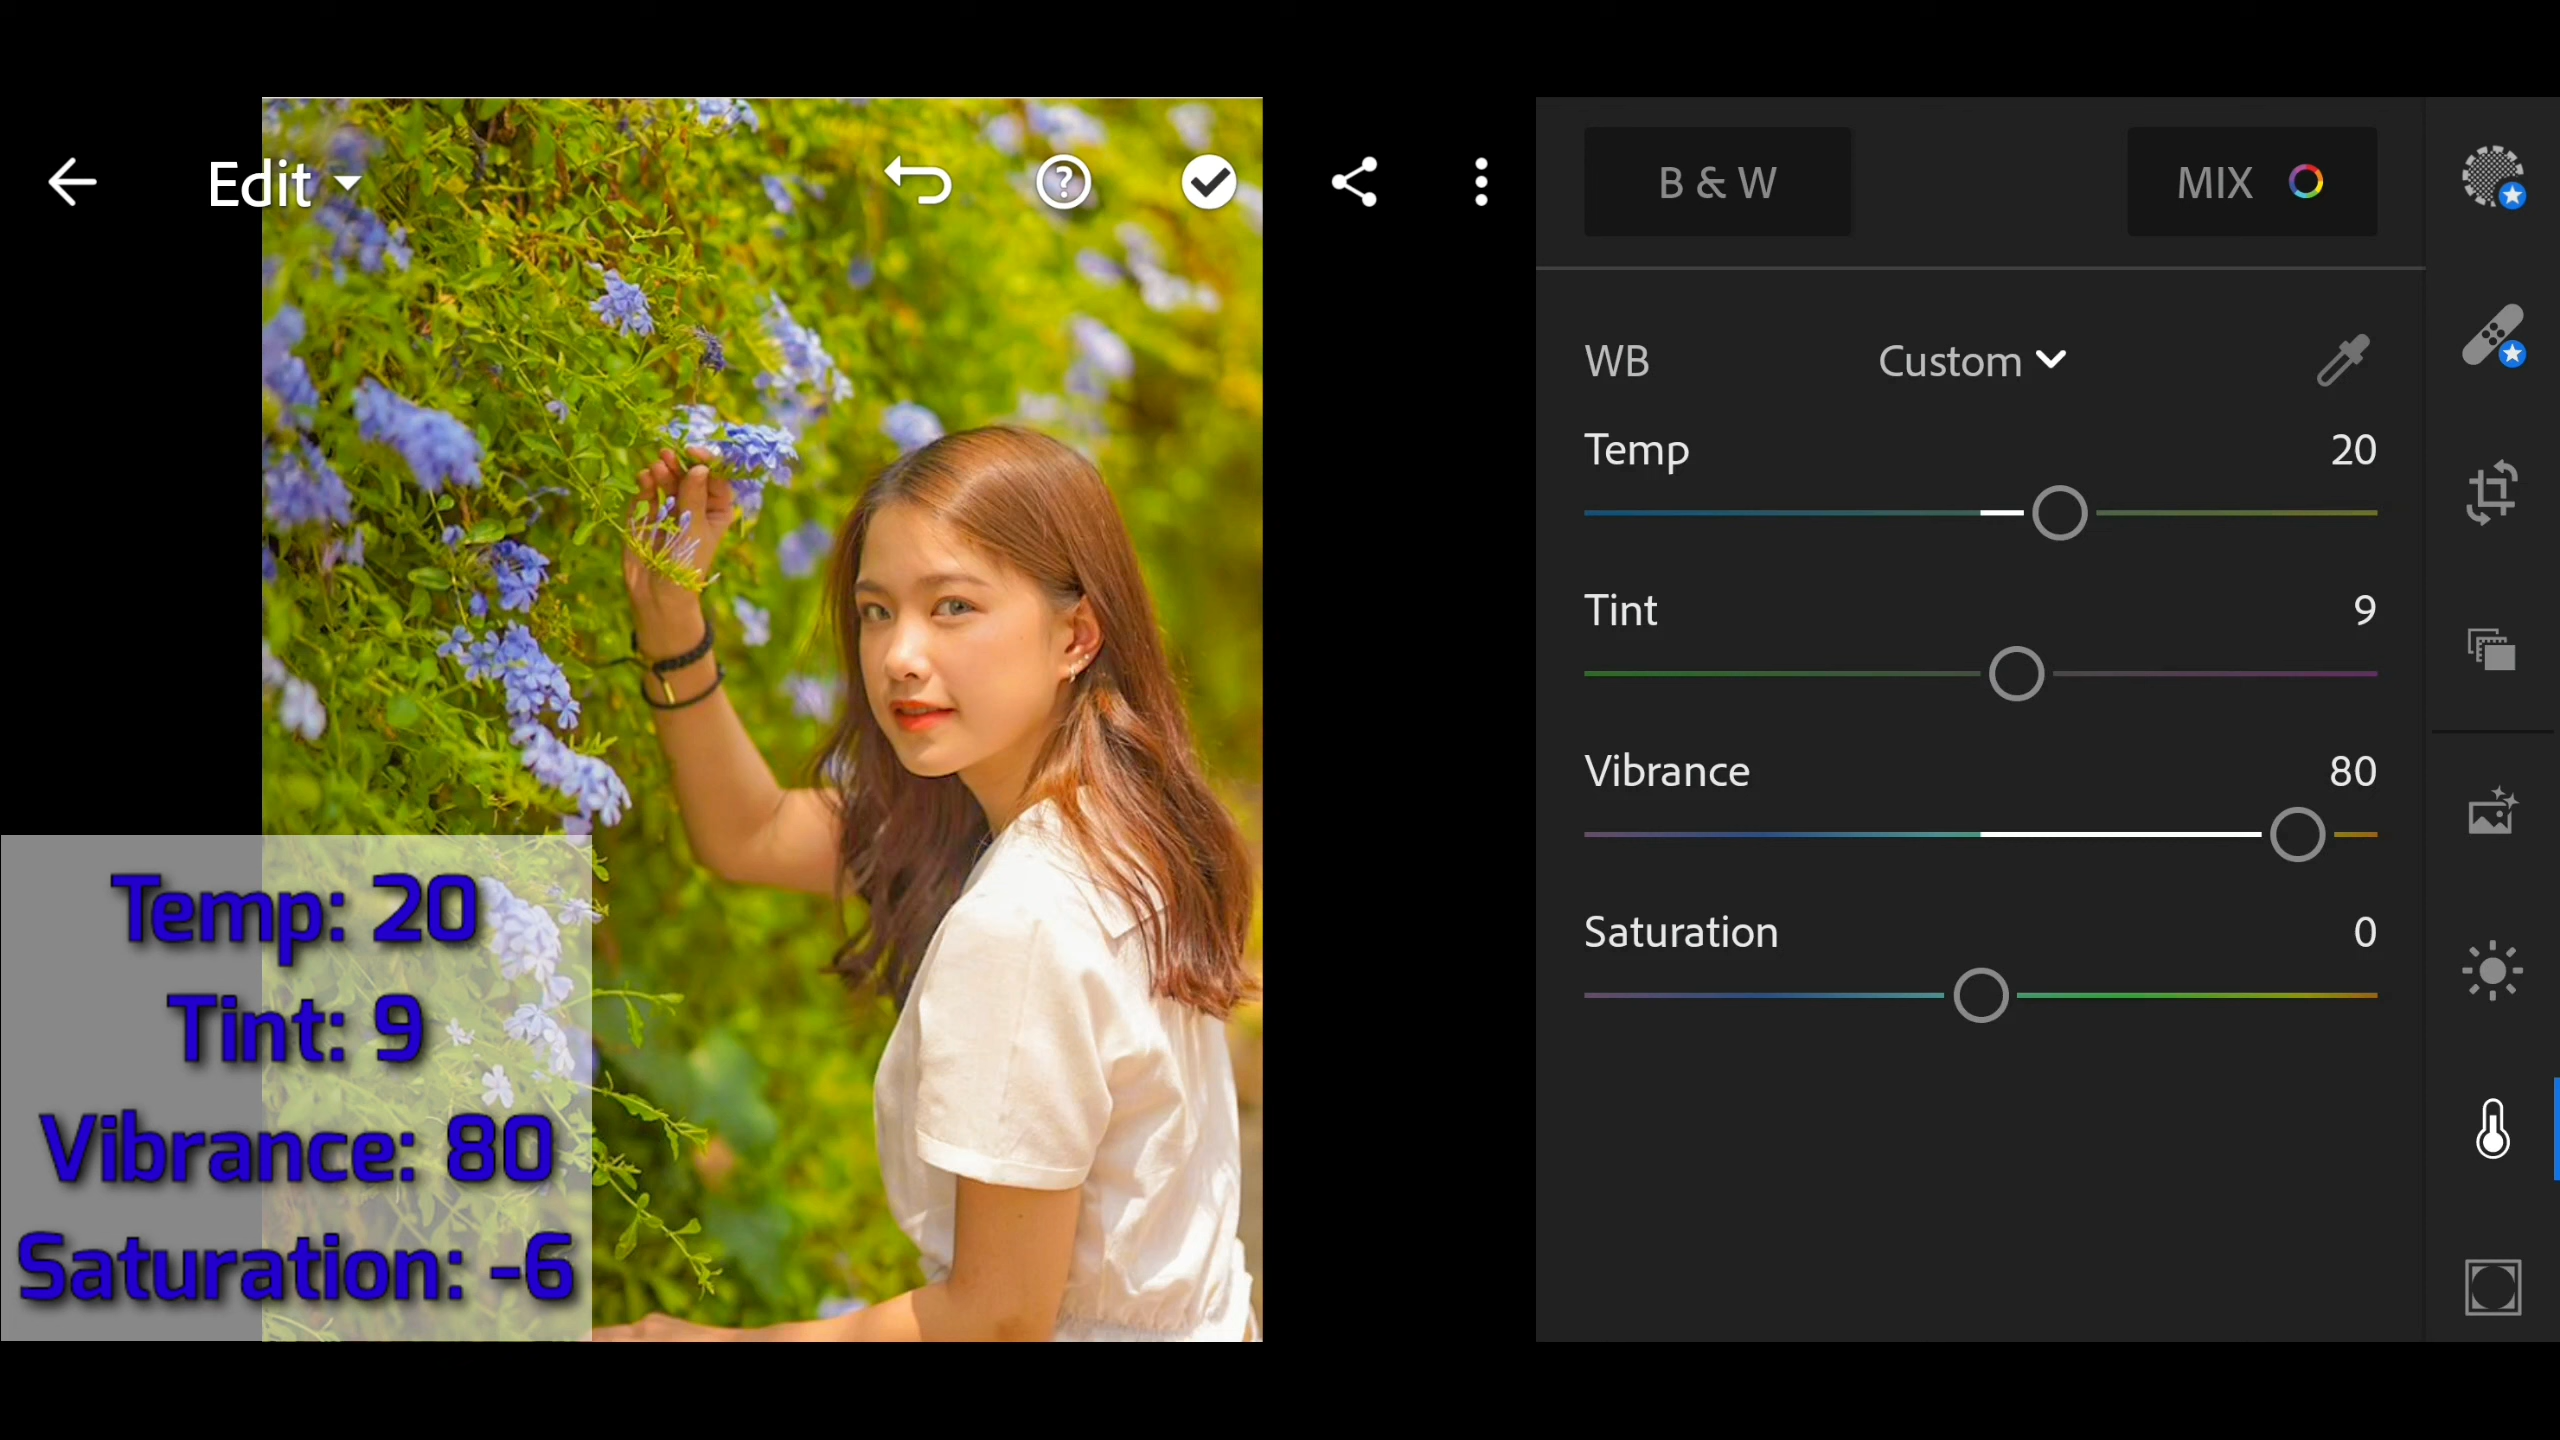 Edit
B & W
MIX
WB
Custom
Temp
20
Tint
9
Vibrance
80
Saturation
0
Temp: 20
Tint: 9
Vibrance: 80
Saturation: -6